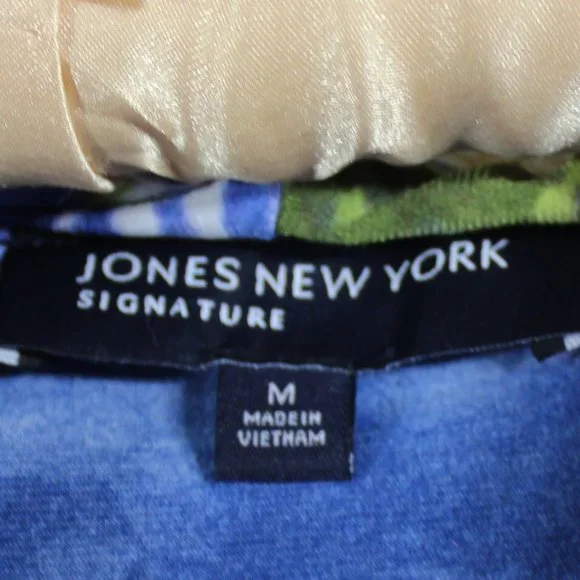 JONES NEW YORK
SIGNATURE
M
MADE IN
VIETNAM